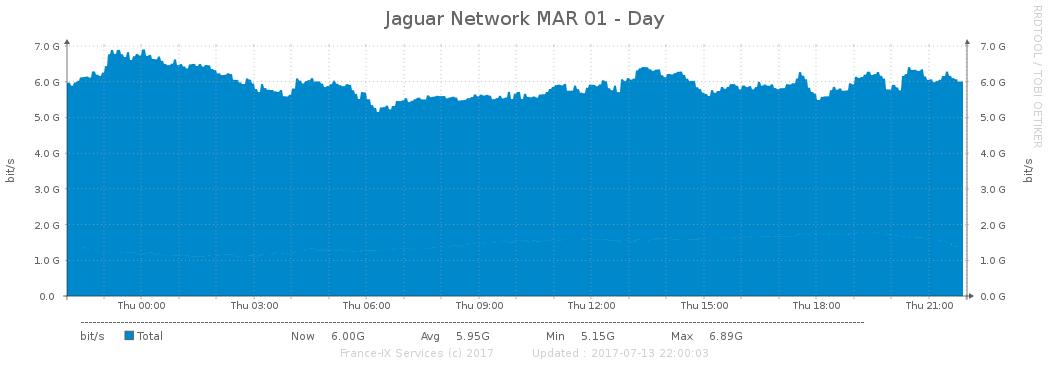 Jaguar Network MAR 01 - Day
RRDTOOL / TOBI OETIKER
bit/s
7.0 G
6.0 G
5.0 G
4.0 G
3.0 G
2.0 G
1.0 G
0.0
7.0 G
6.0 G
5.0 G
4.0 G
3.0 G
2.0 G
1.0 G
0.0 G
bit/s
Thu 00:00 Thu 03:00 Thu 06:00 Thu 09:00 Thu 12:00 Thu 15:00 Thu 18:00 Thu 21:00
bit/s Total Now 6.00G Avg 5.95G Min 5.15G Max 6.89G
France-IX Services (c) 2017 Updated : 2017-07-13 22:00:03